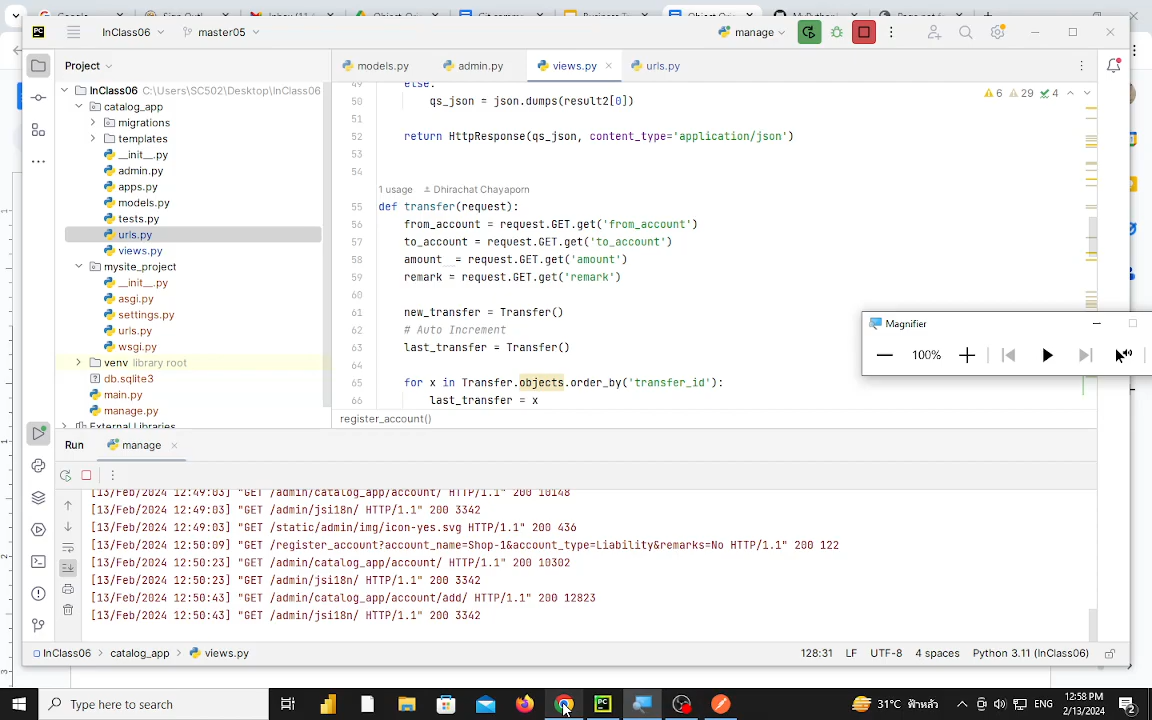 InClass06
master05
manage
Project
models.py
admin.py
views.py
urls.py
InClass06 C:\Users\SC502\Desktop\InClass06
catalog_app
migrations
templates
__init__.py
admin.py
apps.py
models.py
tests.py
urls.py
views.py
mysite_project
__init__.py
asgi.py
settings.py
urls.py
wsgi.py
venv library root
db.sqlite3
main.py
manage.py
External Libraries
6 29 4
49 else:
50 qs_json = json.dumps(result2[0])
51
52 return HttpResponse(qs_json, content_type='application/json')
53
54
1 usage Dhirachat Chayaporn
55 def transfer(request):
56 from_account = request.GET.get('from_account')
57 to_account = request.GET.get('to_account')
58 amount__= request.GET.get('amount')
59 remark = request.GET.get('remark')
60
61 new_transfer = Transfer()
62 # Auto Increment
63 last_transfer = Transfer()
64
65 for x in Transfer.objects.order_by('transfer_id'):
66 last_transfer = x
register_account()
Magnifier
100%
Run manage
[13/Feb/2024 12:49:03] "GET /admin/catalog_app/account/ HTTP/1.1" 200 10148
[13/Feb/2024 12:49:03] "GET /admin/jsi18n/ HTTP/1.1" 200 3342
[13/Feb/2024 12:49:03] "GET /static/admin/img/icon-yes.svg HTTP/1.1" 200 436
[13/Feb/2024 12:50:09] "GET /register_account?account_name=Shop-1&account_type=Liability&remarks=No HTTP/1.1" 200 122
[13/Feb/2024 12:50:23] "GET /admin/catalog_app/account/ HTTP/1.1" 200 10302
[13/Feb/2024 12:50:23] "GET /admin/jsi18n/ HTTP/1.1" 200 3342
[13/Feb/2024 12:50:43] "GET /admin/catalog_app/account/add/ HTTP/1.1" 200 12823
[13/Feb/2024 12:50:43] "GET /admin/jsi18n/ HTTP/1.1" 200 3342
InClass06 > catalog_app > views.py
128:31 LF UTF-8 4 spaces Python 3.11 (InClass06)
Type here to search
31°C ฟ้าหลัว
ENG
12:58 PM
2/13/2024
2